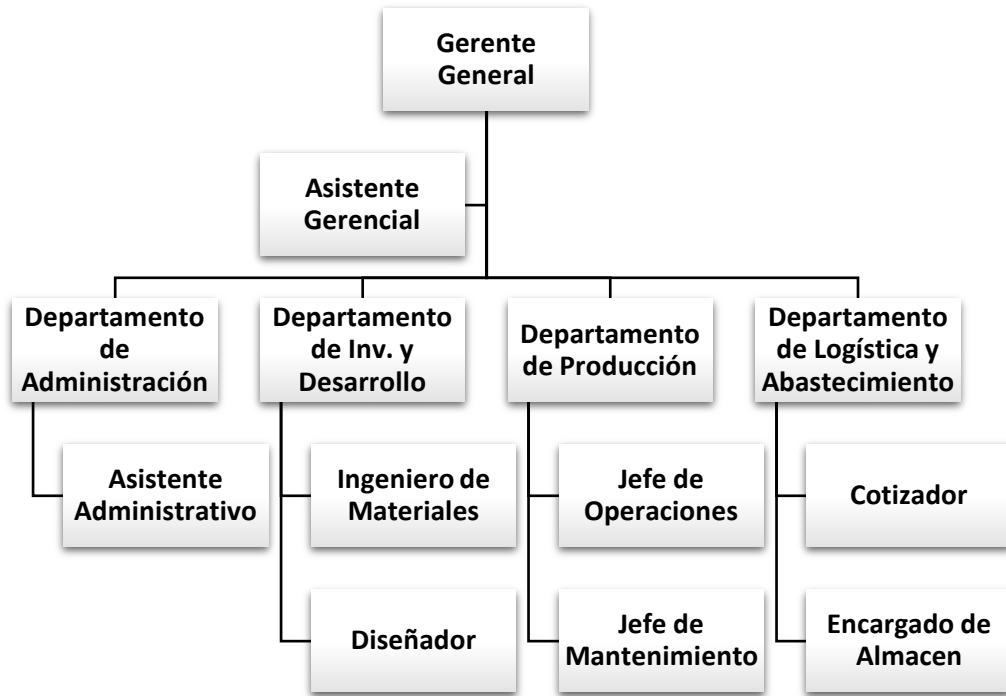 Gerente
General
Asistente
Gerencial
Departamento
de
Administración
Departamento
de Inv. y
Desarrollo
Departamento
de Producción
Departamento
de Logística y
Abastecimiento
Asistente
Administrativo
Ingeniero de
Materiales
Jefe de
Operaciones
Cotizador
Diseñador
Jefe de
Mantenimiento
Encargado de
Almacen